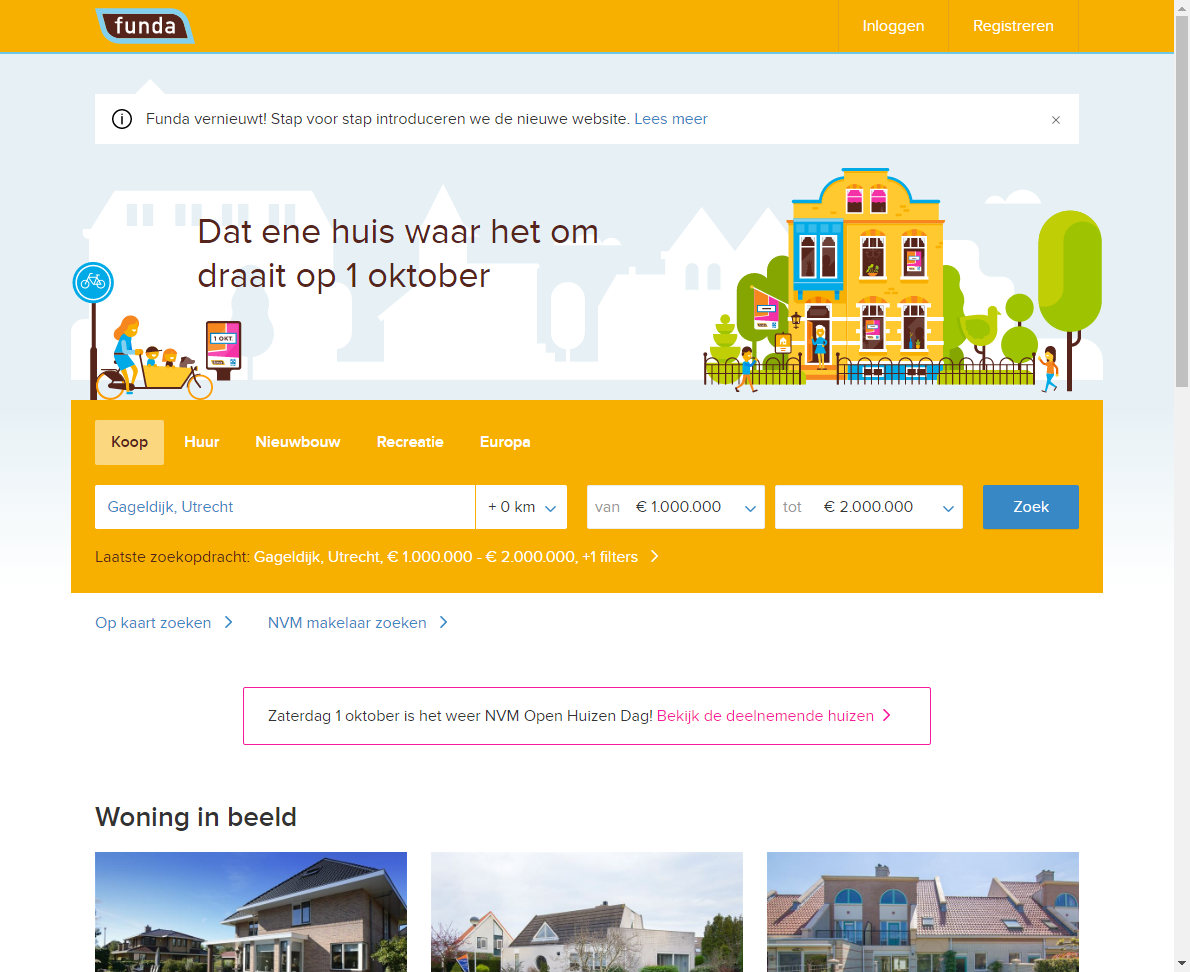 funda
Inloggen
Registreren
Funda vernieuwt! Stap voor stap introduceren we de nieuwe website. Lees meer
Dat ene huis waar het om
draait op 1 oktober
1 OKT
Koop
Huur
Nieuwbouw
Recreatie
Europa
Gageldijk, Utrecht
+ 0 km
van € 1.000.000
tot € 2.000.000
Zoek
Laatste zoekopdracht: Gageldijk, Utrecht, € 1.000.000 - € 2.000.000, +1 filters
Op kaart zoeken
NVM makelaar zoeken
Zaterdag 1 oktober is het weer NVM Open Huizen Dag! Bekijk de deelnemende huizen
Woning in beeld